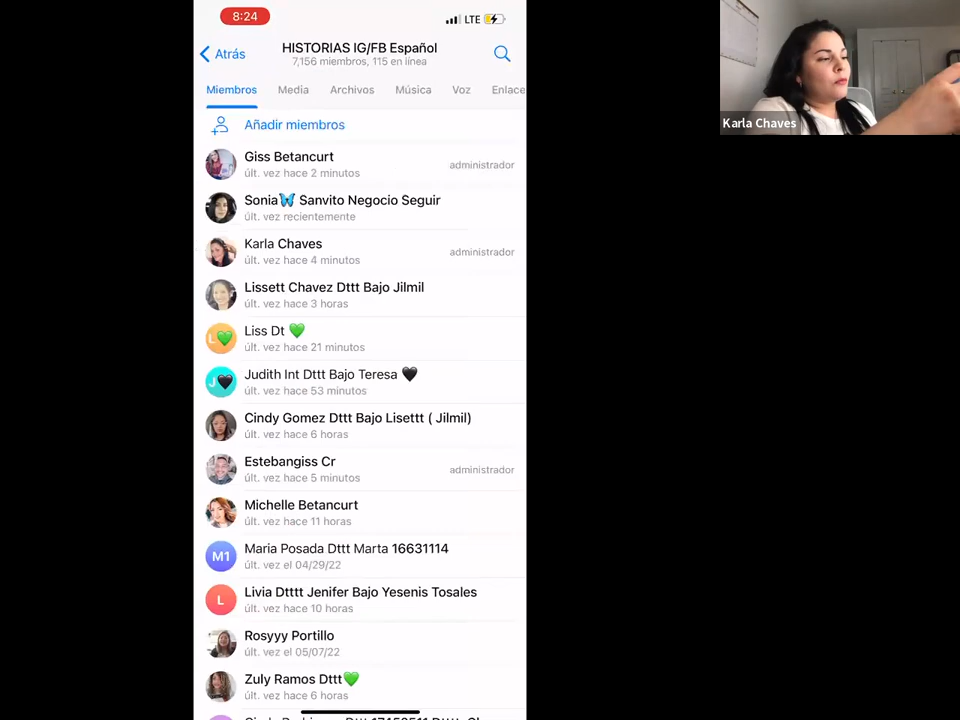 8:24
LTE
Atrás
HISTORIAS IG/FB Español
7,156 miembros, 115 en línea
Miembros Media Archivos Música Voz Enlace
Añadir miembros
Giss Betancurt
últ. vez hace 2 minutos
administrador
Sonia🦋 Sanvito Negocio Seguir
últ. vez recientemente
Karla Chaves
últ. vez hace 4 minutos
administrador
Lissett Chavez Dttt Bajo Jilmil
últ. vez hace 3 horas
L💚
Liss Dt 💚
últ. vez hace 21 minutos
J🖤
Judith Int Dttt Bajo Teresa 🖤
últ. vez hace 53 minutos
Cindy Gomez Dttt Bajo Lisettt ( Jilmil)
últ. vez hace 6 horas
Estebangiss Cr
últ. vez hace 5 minutos
administrador
Michelle Betancurt
últ. vez hace 11 horas
M1
Maria Posada Dttt Marta 16631114
últ. vez el 04/29/22
L
Livia Dtttt Jenifer Bajo Yesenis Tosales
últ. vez hace 10 horas
Rosyyy Portillo
últ. vez el 05/07/22
Zuly Ramos Dttt💚
últ. vez hace 6 horas
Karla Chaves